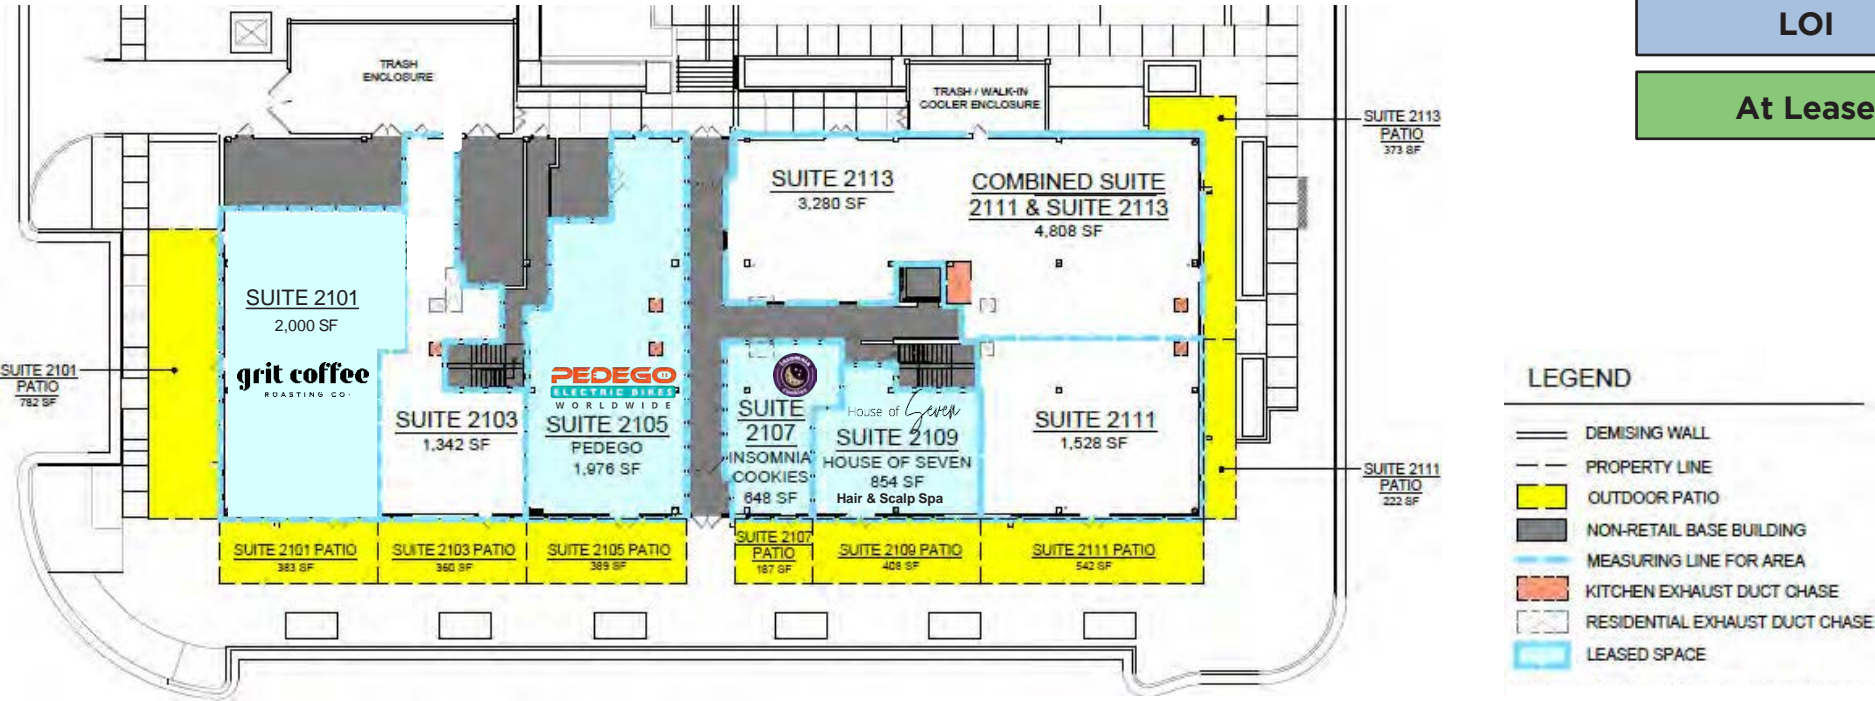 LOI
At Lease
TRASH
ENCLOSURE
TRASH / WALK-IN
COOLER ENCLOSURE
SUITE 2113
PATIO
373 SF
SUITE 2113
3,280 SF
COMBINED SUITE
2111 & SUITE 2113
4,808 SF
SUITE 2101
2,000 SF
grit coffee
ROASTING CO.
SUITE 2101
PATIO
782 SF
SUITE 2103
1,342 SF
PEDEGO
ELECTRIC BIKES
WORLDWIDE
SUITE 2105
PEDEGO
1,976 SF
INSOMNIA
COOKIES
SUITE
2107
INSOMNIA
COOKIES
648 SF
House of Seven
SUITE 2109
HOUSE OF SEVEN
854 SF
Hair & Scalp Spa
SUITE 2111
1,528 SF
SUITE 2111
PATIO
222 SF
SUITE 2101 PATIO
383 SF
SUITE 2103 PATIO
360 SF
SUITE 2105 PATIO
389 SF
SUITE 2107
PATIO
187 SF
SUITE 2109 PATIO
408 SF
SUITE 2111 PATIO
542 SF
LEGEND
DEMISING WALL
PROPERTY LINE
OUTDOOR PATIO
NON-RETAIL BASE BUILDING
MEASURING LINE FOR AREA
KITCHEN EXHAUST DUCT CHASE
RESIDENTIAL EXHAUST DUCT CHASE
LEASED SPACE